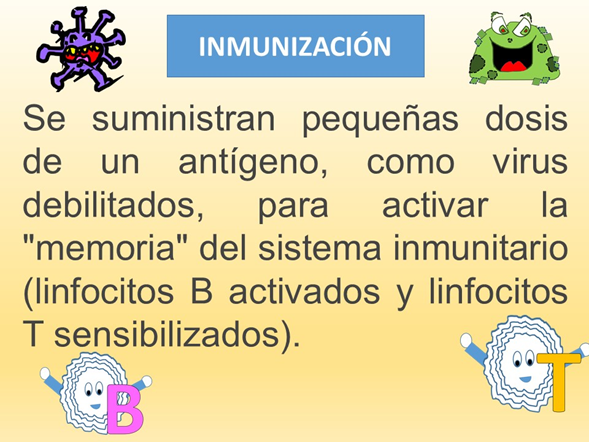 INMUNIZACIÓN
Se suministran pequeñas dosis
de un antígeno, como virus
debilitados, para activar la
"memoria" del sistema inmunitario
(linfocitos B activados y linfocitos
T sensibilizados).
B
T